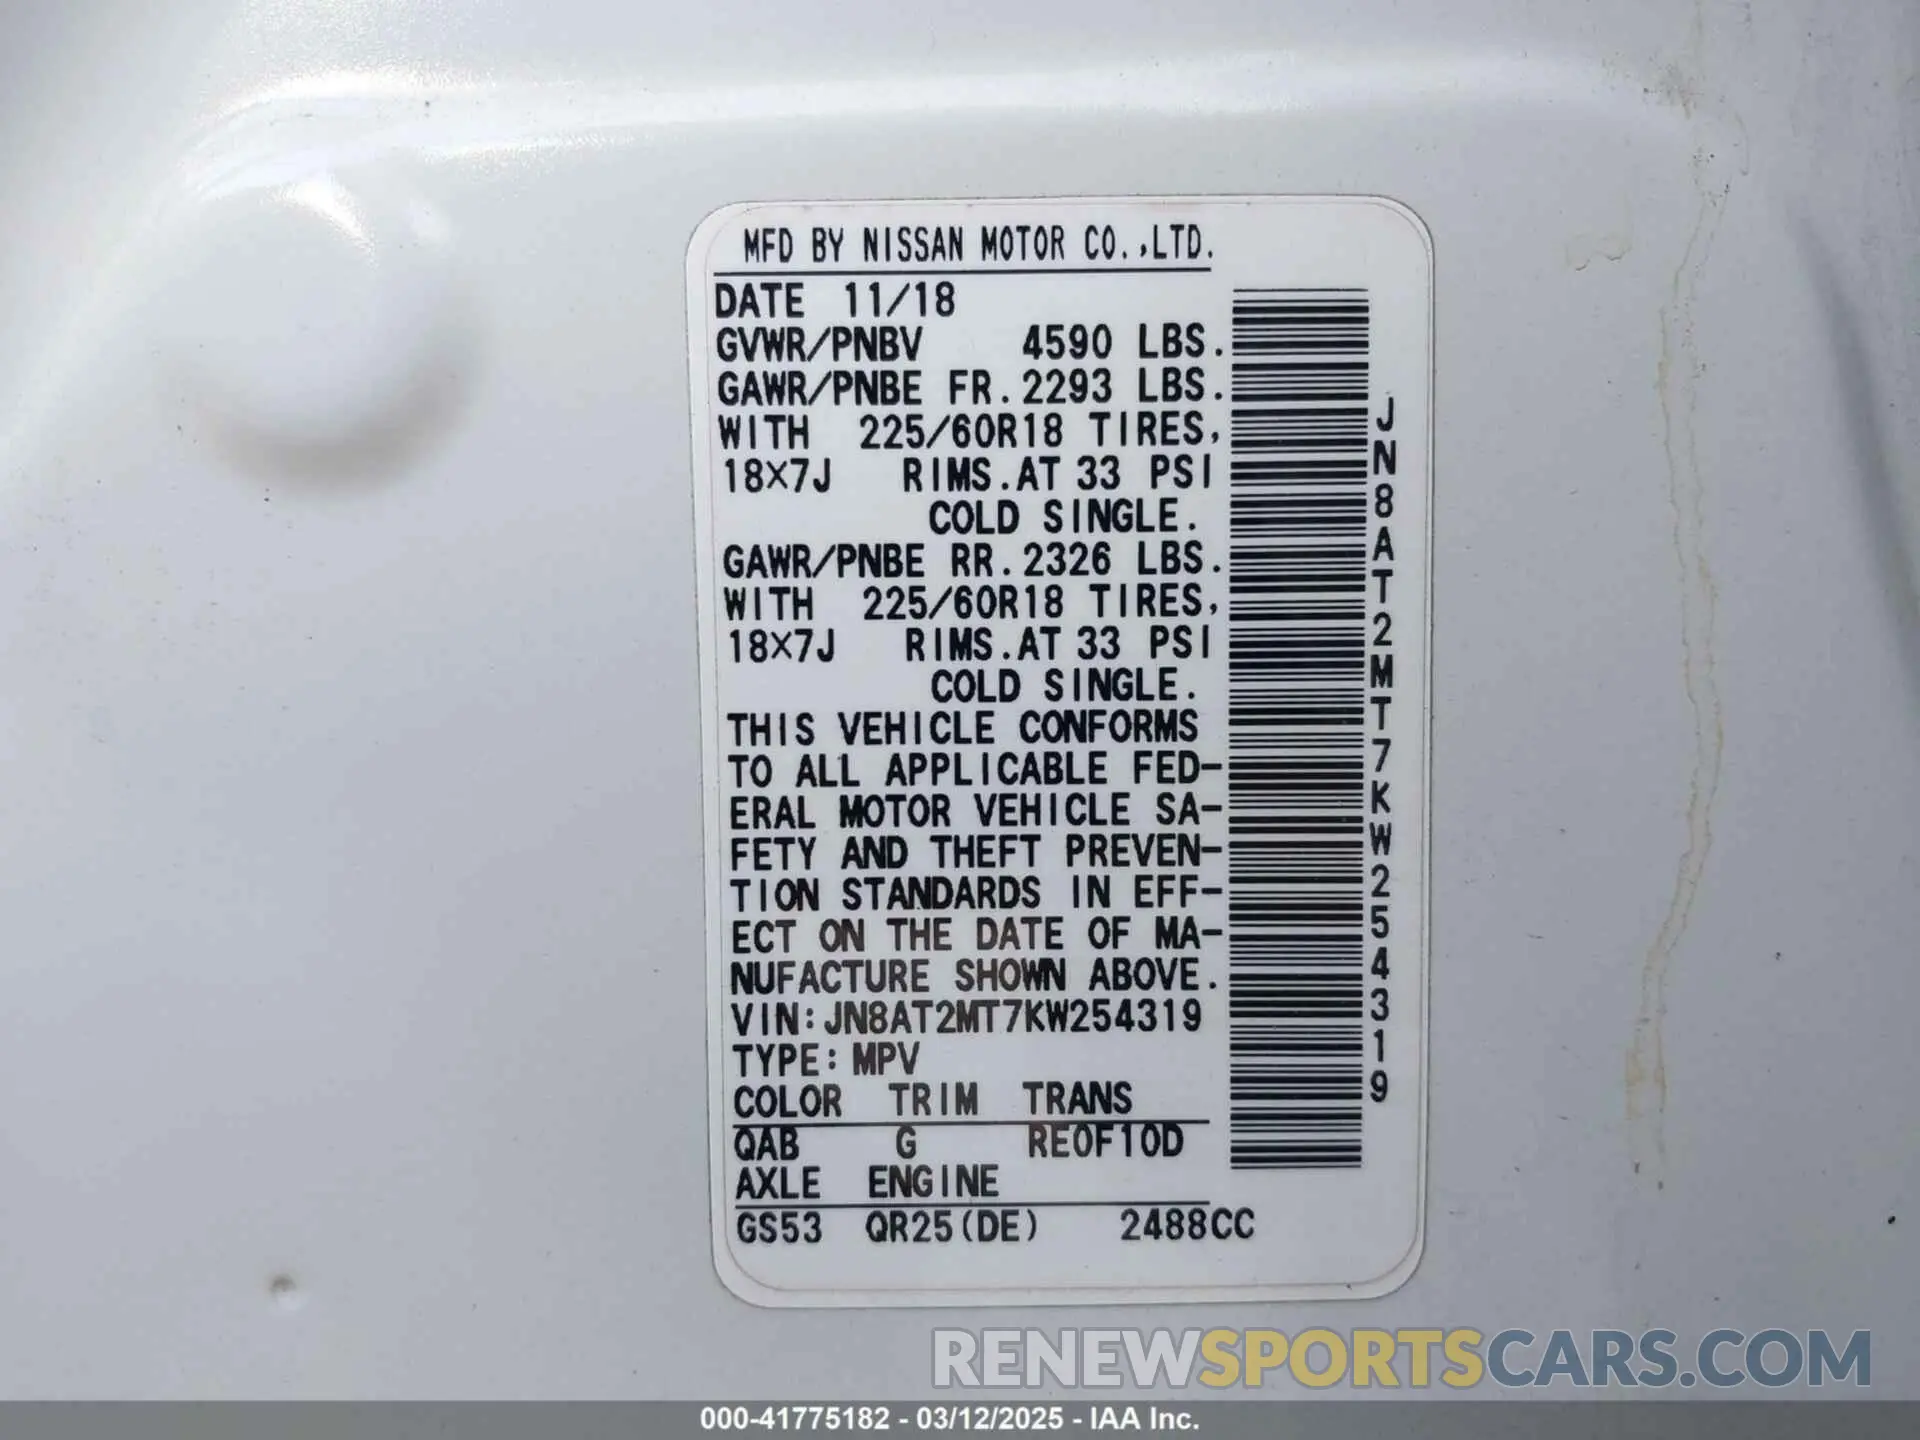 MFD BY NISSAN MOTOR CO.,LTD.
DATE 11/18
GVWR/PNBV 4590 LBS.
GAWR/PNBE FR. 2293 LBS.
WITH 225/60R18 TIRES,
18×7J RIMS. AT 33 PSI
COLD SINGLE.
GAWR/PNBE RR. 2326 LBS.
WITH 225/60R18 TIRES,
18×7J RIMS. AT 33 PSI
COLD SINGLE.
THIS VEHICLE CONFORMS
TO ALL APPLICABLE FED-
ERAL MOTOR VEHICLE SA-
FETY AND THEFT PREVEN-
TION STANDARDS IN EFF-
ECT ON THE DATE OF MA-
NUFACTURE SHOWN ABOVE.
VIN:JN8AT2MT7KW254319
TYPE:MPV
COLOR TRIM TRANS
QAB G RE0F10D
AXLE ENGINE
GS53 QR25(DE) 2488CC
JN8AT2MT7KW254319
RENEWSPORTSCARS.COM
000-41775182 - 03/12/2025 - IAA Inc.